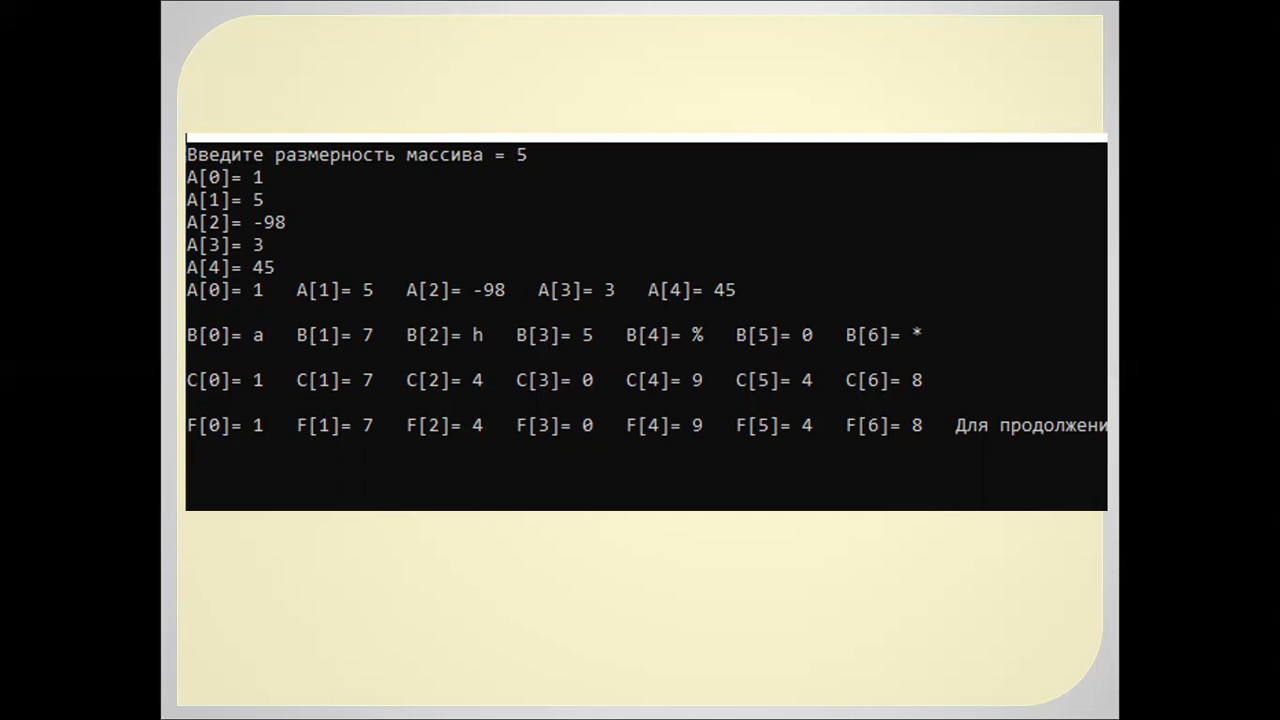 Введите размерность массива = 5
A[0]= 1
A[1]= 5
A[2]= -98
A[3]= 3
A[4]= 45
A[0]= 1 A[1]= 5 A[2]= -98 A[3]= 3 A[4]= 45
B[0]= a B[1]= 7 B[2]= h B[3]= 5 B[4]= % B[5]= 0 B[6]= *
C[0]= 1 C[1]= 7 C[2]= 4 C[3]= 0 C[4]= 9 C[5]= 4 C[6]= 8
F[0]= 1 F[1]= 7 F[2]= 4 F[3]= 0 F[4]= 9 F[5]= 4 F[6]= 8 Для продолжени